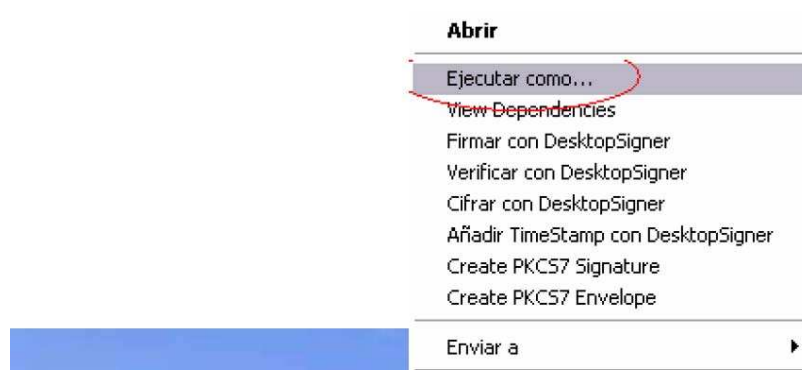 Abrir
Ejecutar como...
View Dependencies
Firmar con DesktopSigner
Verificar con DesktopSigner
Cifrar con DesktopSigner
Añadir TimeStamp con DesktopSigner
Create PKCS7 Signature
Create PKCS7 Envelope
Enviar a